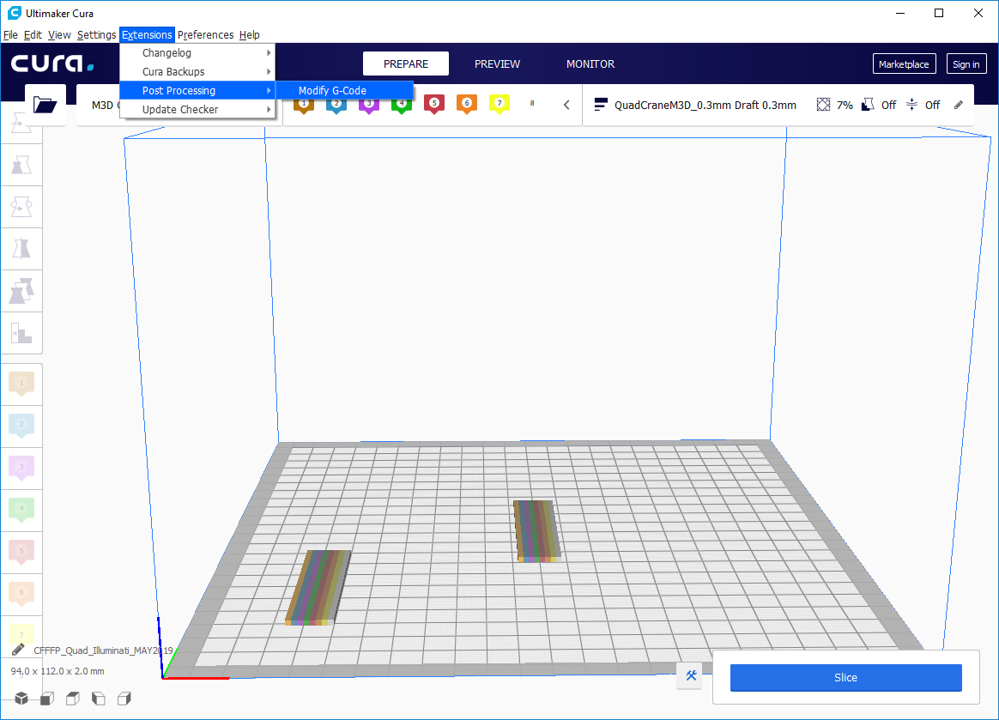 Ultimaker Cura
File Edit View Settings Extensions Preferences Help
Changelog
Cura Backups
Post Processing
Modify G-Code
Update Checker
cura.
PREPARE
PREVIEW
MONITOR
Marketplace
Sign in
M3D
1 2 3 4 5 6 7 8
QuadCraneM3D_0.3mm Draft 0.3mm
7%
Off
Off
1
2
3
4
5
6
7
CFFFP_Quad_Illuminati_MAY2019
94.0 x 112.0 x 2.0 mm
Slice